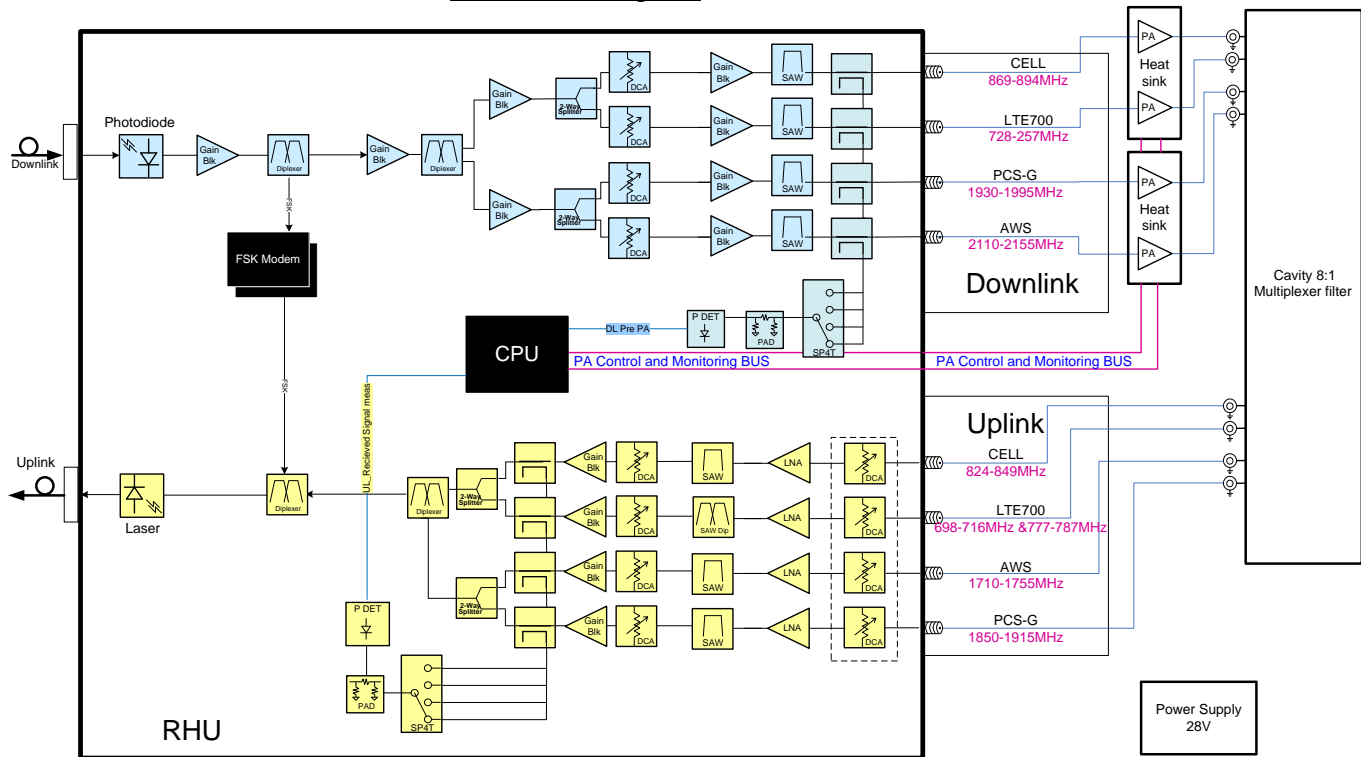 Downlink
Photodiode
Gain Blk
Diplexer
FSK
FSK Modem
FSK
Gain Blk
Diplexer
Gain Blk
2-Way Splitter
Gain Blk
2-Way Splitter
DCA
Gain Blk
SAW
DCA
Gain Blk
SAW
DCA
Gain Blk
SAW
DCA
Gain Blk
SAW
CELL
869-894MHz
LTE700
728-257MHz
PCS-G
1930-1995MHz
AWS
2110-2155MHz
Downlink
PA
Heat
sink
PA
PA
Heat
sink
PA
Cavity 8:1
Multiplexer filter
CPU
DL Pre PA
P DET
PAD
SP4T
PA Control and Monitoring BUS
PA Control and Monitoring BUS
UL_Recieved Signal meas
Uplink
Laser
Diplexer
Diplexer
2-Way Splitter
2-Way Splitter
Gain Blk
DCA
SAW
LNA
DCA
Gain Blk
DCA
SAW Dip
LNA
DCA
Gain Blk
DCA
SAW
LNA
DCA
Gain Blk
DCA
SAW
LNA
DCA
Uplink
CELL
824-849MHz
LTE700
698-716MHz &777-787MHz
AWS
1710-1755MHz
PCS-G
1850-1915MHz
P DET
PAD
SP4T
RHU
Power Supply
28V